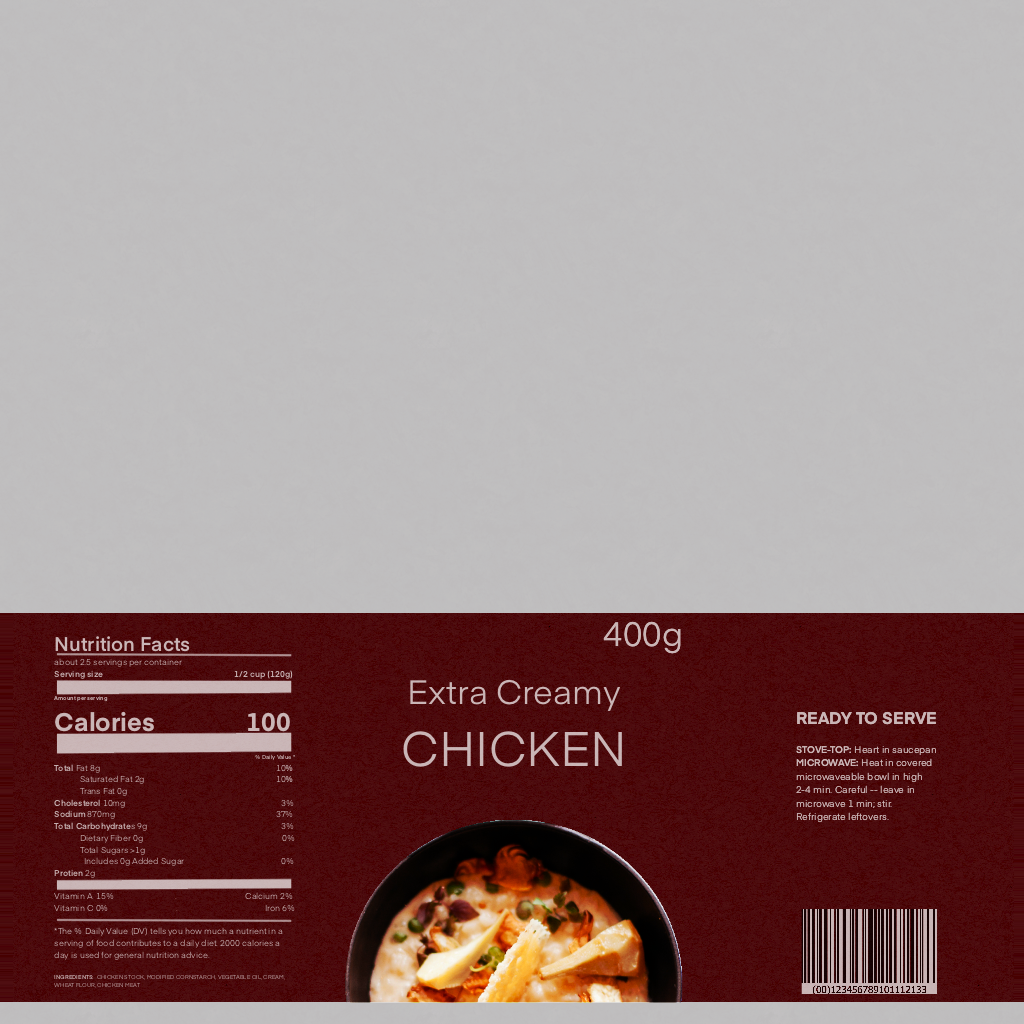 Nutrition Facts
about 2.5 servings per container
Serving size 1/2 cup (120g)
Amount per serving
Calories 100
% Daily Value *
Total Fat 8g 10%
Saturated Fat 2g 10%
Trans Fat 0g
Cholesterol 10mg 3%
Sodium 870mg 37%
Total Carbohydrates 9g 3%
Dietary Fiber 0g 0%
Total Sugars >1g
Includes 0g Added Sugar 0%
Protien 2g
Vitamin A 15% Calcium 2%
Vitamin C 0% Iron 6%
*The % Daily Value (DV) tells you how much a nutrient in a
serving of food contributes to a daily diet 2000 calories a
day is used for general nutrition advice.
INGREDIENTS: CHICKEN STOCK, MODIFIED CORNSTARCH, VEGETABLE OIL, CREAM,
WHEAT FLOUR, CHICKEN MEAT
400g
Extra Creamy
CHICKEN
READY TO SERVE
STOVE-TOP: Heart in saucepan
MICROWAVE: Heat in covered
microwaveable bowl in high
2-4 min. Careful -- leave in
microwave 1 min; stir.
Refrigerate leftovers.
(00)123456789101112133